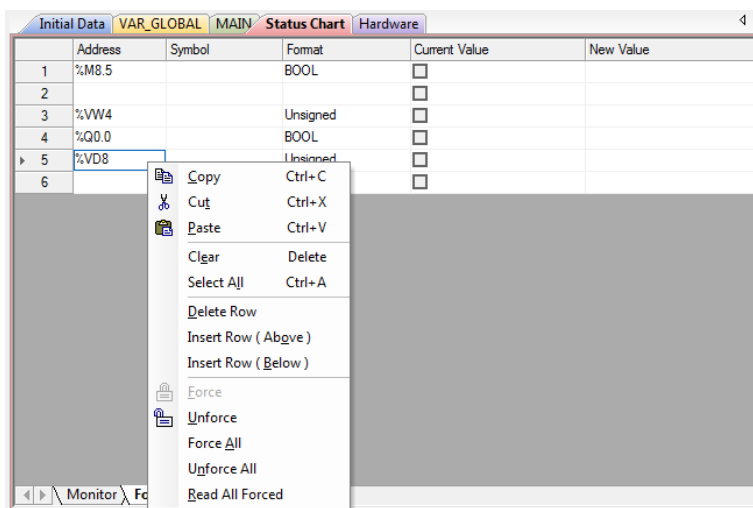 Initial Data VAR_GLOBAL MAIN Status Chart Hardware
Address Symbol Format Current Value New Value
1 %M8.5 BOOL
2
3 %VW4 Unsigned
4 %Q0.0 BOOL
5 %VD8 Unsigned
6
Copy Ctrl+C
Cut Ctrl+X
Paste Ctrl+V
Clear Delete
Select All Ctrl+A
Delete Row
Insert Row ( Above )
Insert Row ( Below )
Force
Unforce
Force All
Unforce All
Read All Forced
Monitor Fo